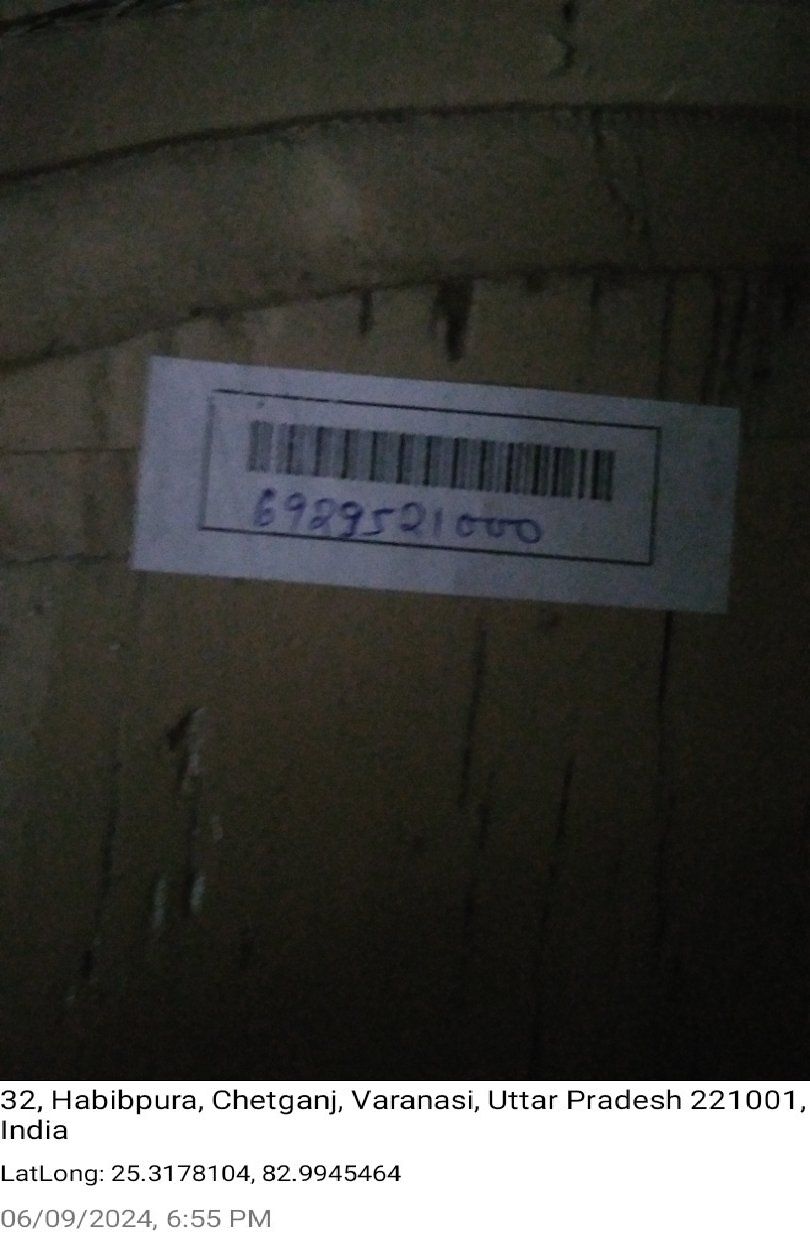 6929521000
32, Habibpura, Chetganj, Varanasi, Uttar Pradesh 221001,
India
LatLong: 25.3178104, 82.9945464
06/09/2024, 6:55 PM